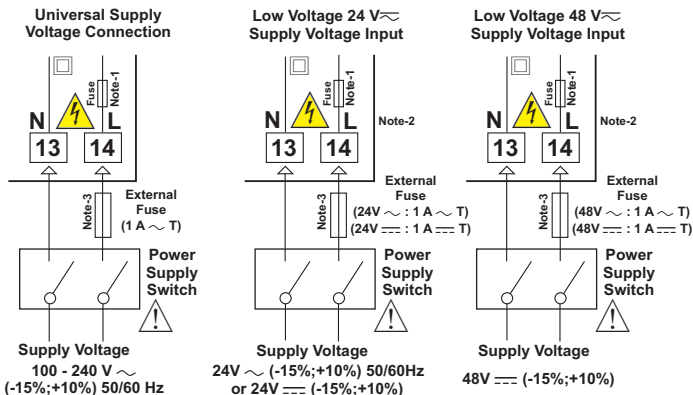 Universal Supply
Voltage Connection
Fuse
Note-1
N
L
13
14
Note-3
External
Fuse
(1 A ~ T)
Power
Supply
Switch
Supply Voltage
100 - 240 V ~
(-15%;+10%) 50/60 Hz
Low Voltage 24 V⎓~
Supply Voltage Input
Fuse
Note-1
N
L
Note-2
13
14
Note-3
External
Fuse
(24V ~ : 1 A ~ T)
(24V ⎓ : 1 A ⎓ T)
Power
Supply
Switch
Supply Voltage
24V ~ (-15%;+10%) 50/60Hz
or 24V ⎓ (-15%;+10%)
Low Voltage 48 V⎓~
Supply Voltage Input
Fuse
Note-1
N
L
Note-2
13
14
Note-3
External
Fuse
(48V ~ : 1 A ~ T)
(48V ⎓ : 1 A ⎓ T)
Power
Supply
Switch
Supply Voltage
48V ⎓ (-15%;+10%)